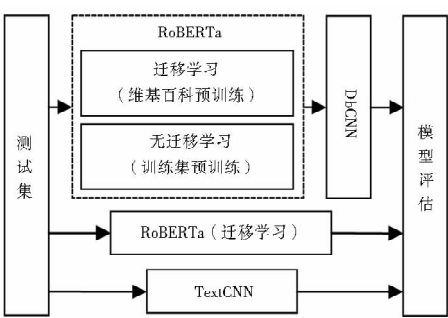 RoBERTa
迁移学习
(维基百科预训练)
无迁移学习
(训练集预训练)
DbCNN
测试集
模型评估
RoBERTa(迁移学习)
TextCNN